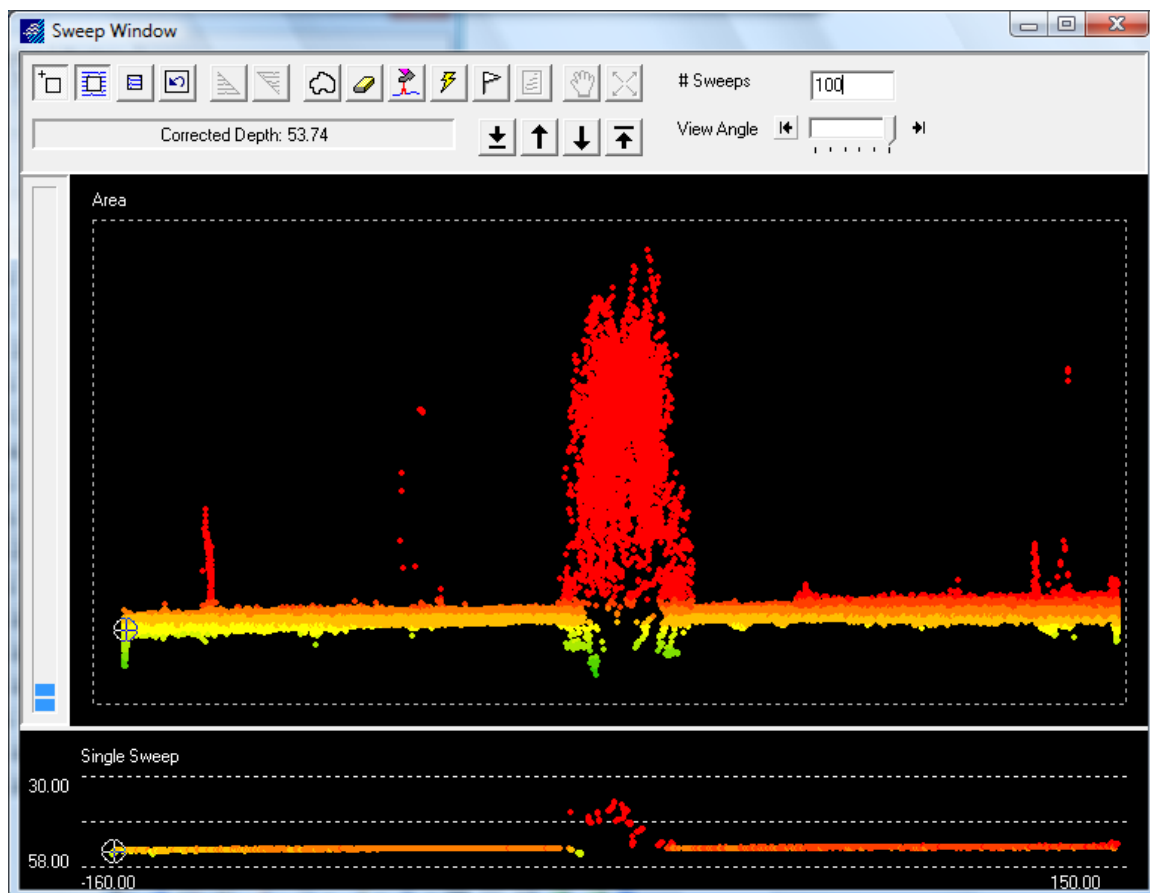 Sweep Window
# Sweeps 100
Corrected Depth: 53.74
View Angle
Area
Single Sweep
30.00
58.00
-160.00 150.00